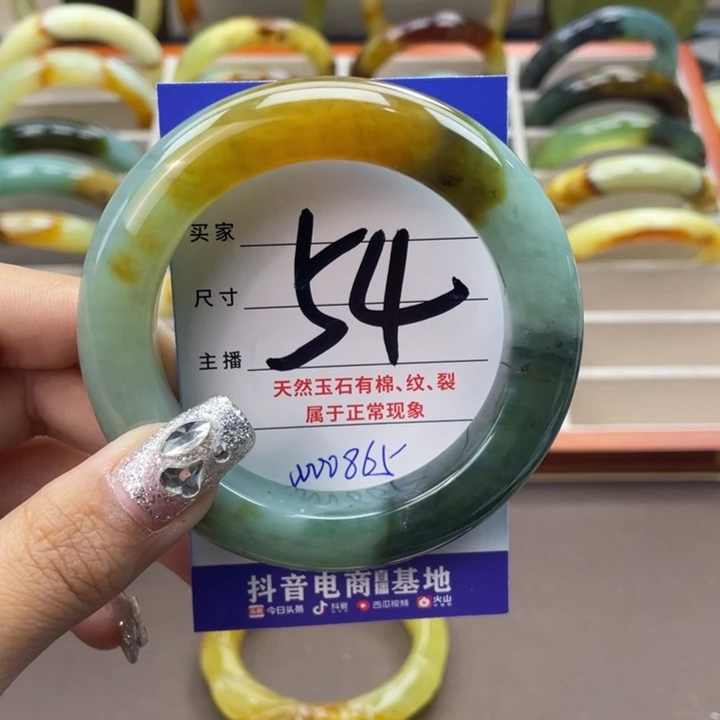 买家
54
尺寸
主播
天然玉石有棉、纹、裂
属于正常现象
抖音电商直播基地
今日头条 抖音 西瓜视频 火山